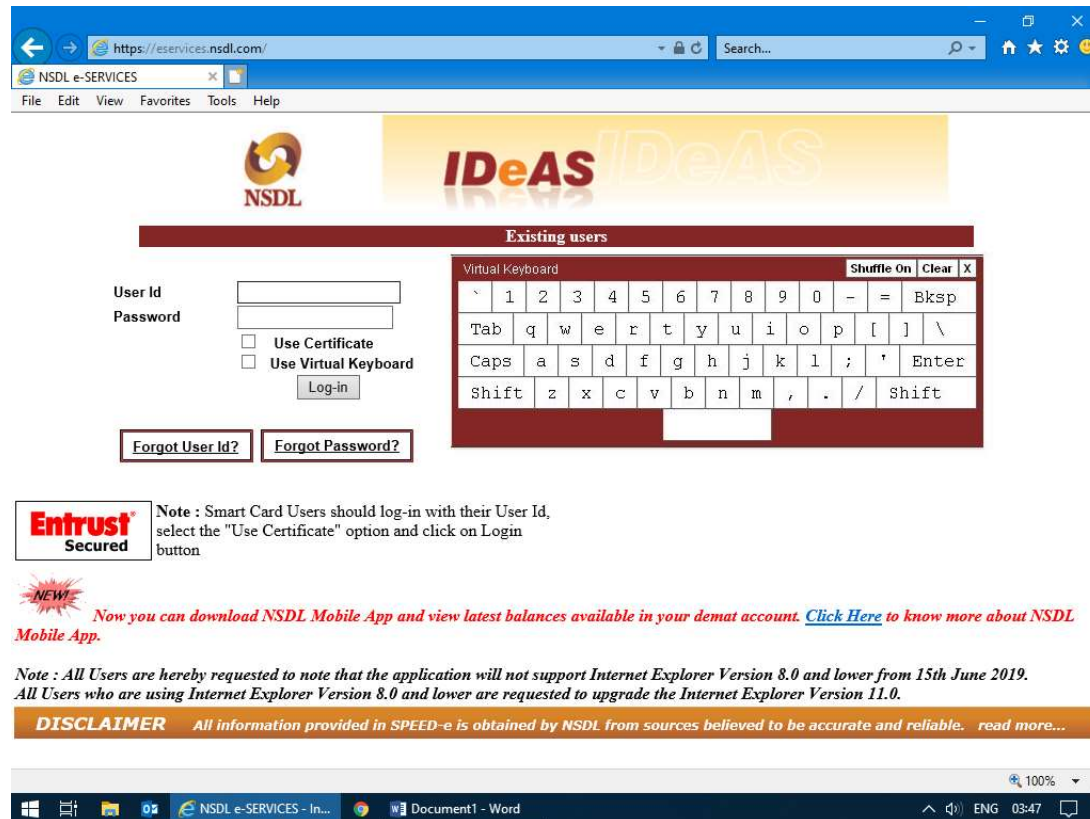 https://eservices.nsdl.com/
Search...
NSDL e-SERVICES
File Edit View Favorites Tools Help
NSDL
IDeAS
IDeAS
Existing users
User Id
Password
Use Certificate
Use Virtual Keyboard
Log-in
Forgot User Id? Forgot Password?
Virtual Keyboard Shuffle On Clear X
` 1 2 3 4 5 6 7 8 9 0 - = Bksp
Tab q w e r t y u i o p [ ] \
Caps a s d f g h j k l ; ' Enter
Shift z x c v b n m , . / Shift
Entrust®
Secured
Note : Smart Card Users should log-in with their User Id,
select the "Use Certificate" option and click on Login
button
NEW!
Now you can download NSDL Mobile App and view latest balances available in your demat account. Click Here to know more about NSDL
Mobile App.
Note : All Users are hereby requested to note that the application will not support Internet Explorer Version 8.0 and lower from 15th June 2019.
All Users who are using Internet Explorer Version 8.0 and lower are requested to upgrade the Internet Explorer Version 11.0.
DISCLAIMER All information provided in SPEED-e is obtained by NSDL from sources believed to be accurate and reliable. read more...
100%
NSDL e-SERVICES - In... Document1 - Word ENG 03:47